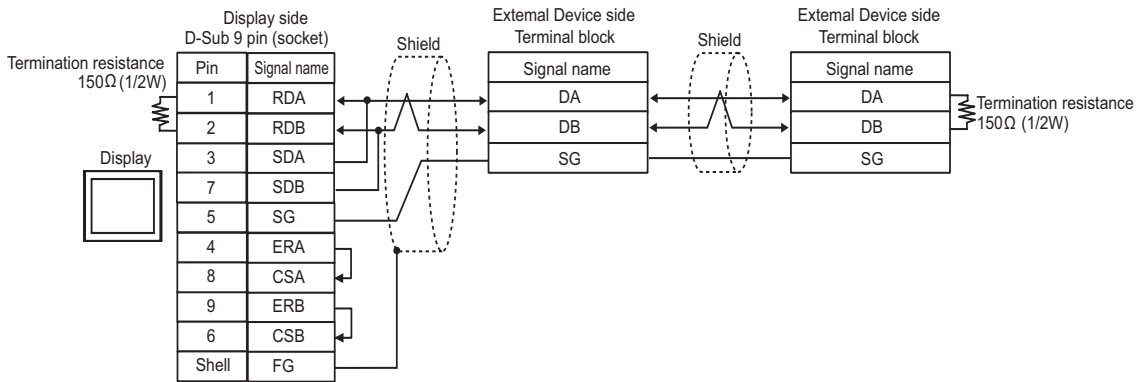 Display side
D-Sub 9 pin (socket)
Termination resistance
150Ω (1/2W)
Display
Pin Signal name
1 RDA
2 RDB
3 SDA
7 SDB
5 SG
4 ERA
8 CSA
9 ERB
6 CSB
Shell FG
Shield
External Device side
Terminal block
Signal name
DA
DB
SG
Shield
External Device side
Terminal block
Signal name
DA
DB
SG
Termination resistance
150Ω (1/2W)